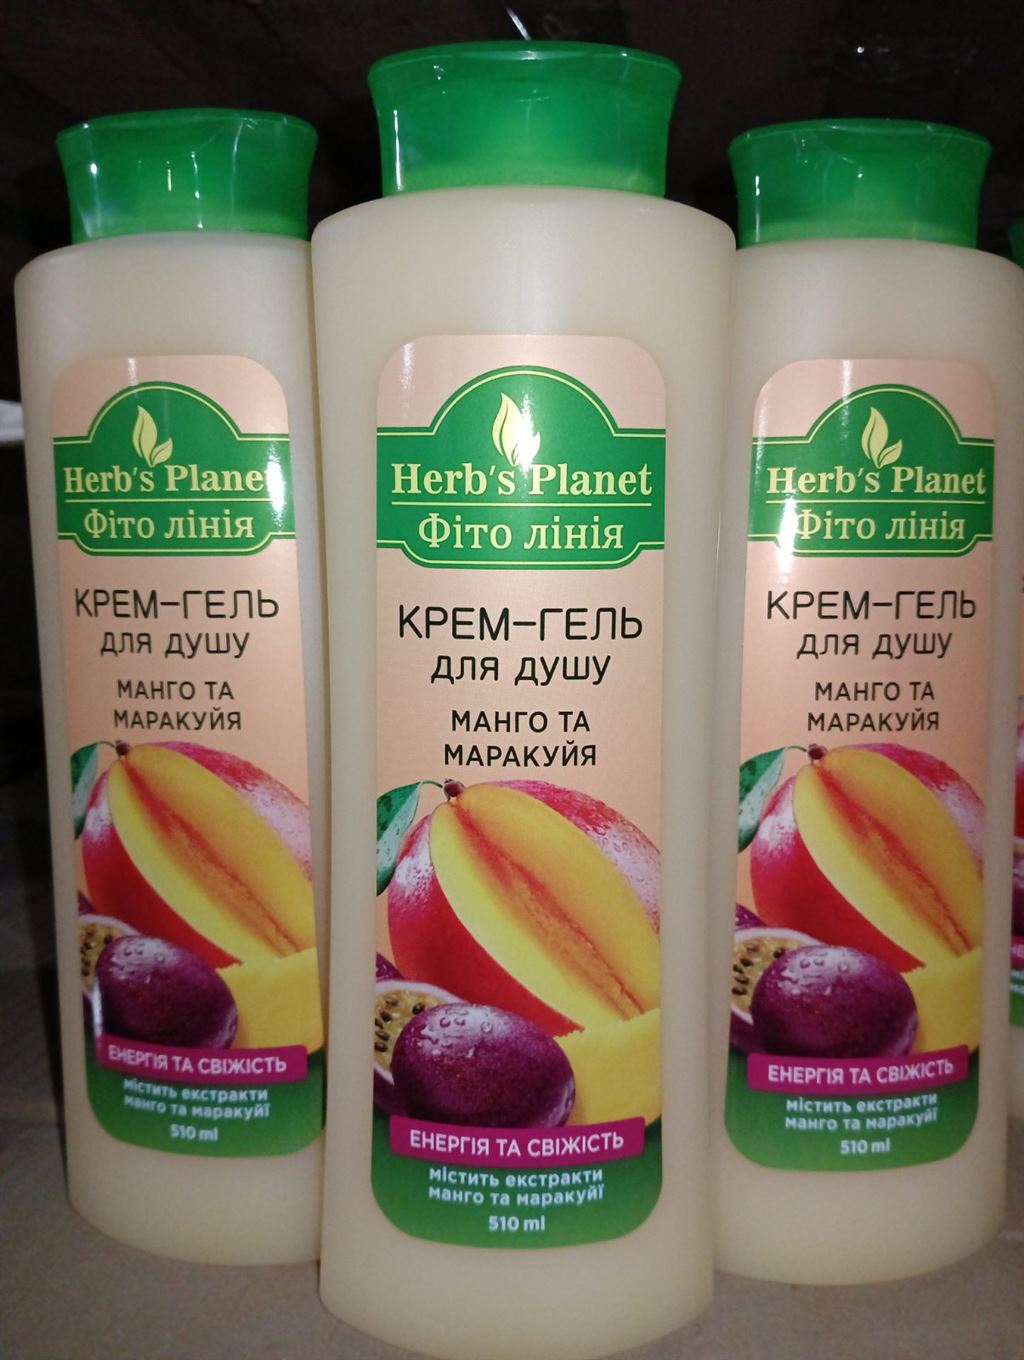 Herb's Planet
Фіто лінія
КРЕМ-ГЕЛЬ
ДЛЯ ДУШУ
МАНГО ТА
МАРАКУЙЯ
ЕНЕРГІЯ ТА СВІЖІСТЬ
містить екстракти
манго та маракуйї
510 ml
Herb's Planet
Фіто лінія
КРЕМ-ГЕЛЬ
ДЛЯ ДУШУ
МАНГО ТА
МАРАКУЙЯ
ЕНЕРГІЯ ТА СВІЖІСТЬ
містить екстракти
манго та маракуйї
510 ml
Herb's Planet
Фіто лінія
КРЕМ-ГЕЛЬ
ДЛЯ ДУШУ
МАНГО ТА
МАРАКУЙЯ
ЕНЕРГІЯ ТА СВІЖІСТЬ
містить екстракти
манго та маракуйї
510 ml